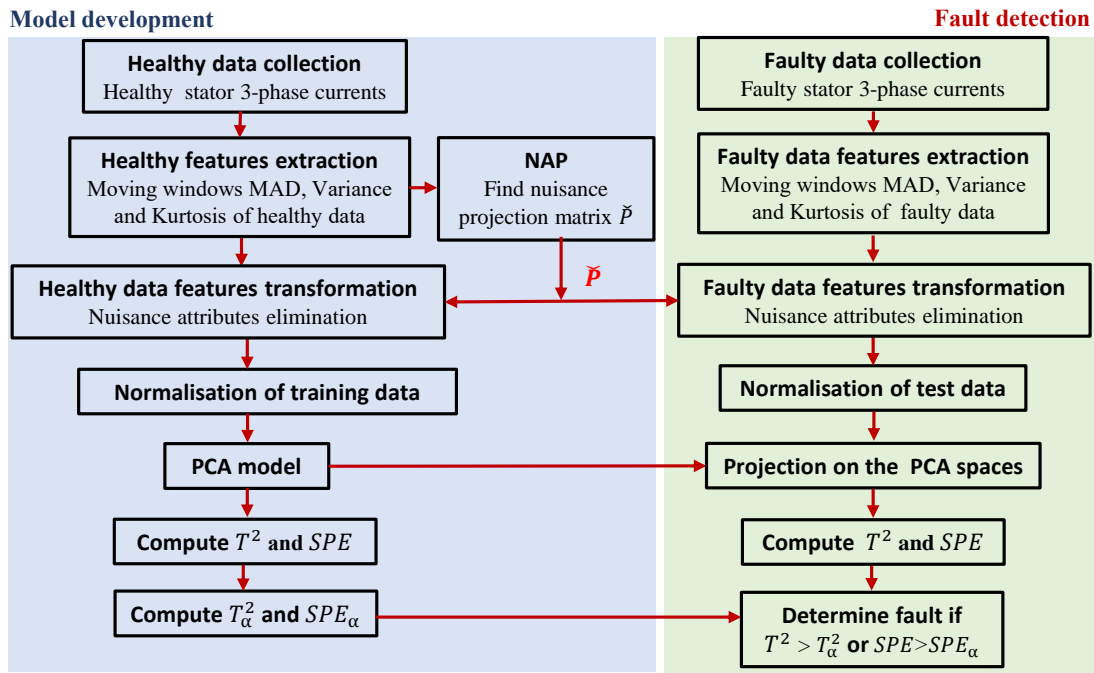 Model development
Healthy data collection
Healthy stator 3-phase currents
Healthy features extraction
Moving windows MAD, Variance
and Kurtosis of healthy data
NAP
Find nuisance
projection matrix P̌
P̌
Healthy data features transformation
Nuisance attributes elimination
Normalisation of training data
PCA model
Compute T² and SPE
Compute T²α and SPEα
Fault detection
Faulty data collection
Faulty stator 3-phase currents
Faulty data features extraction
Moving windows MAD, Variance
and Kurtosis of faulty data
Faulty data features transformation
Nuisance attributes elimination
Normalisation of test data
Projection on the PCA spaces
Compute T² and SPE
Determine fault if
T² > T²α or SPE>SPEα